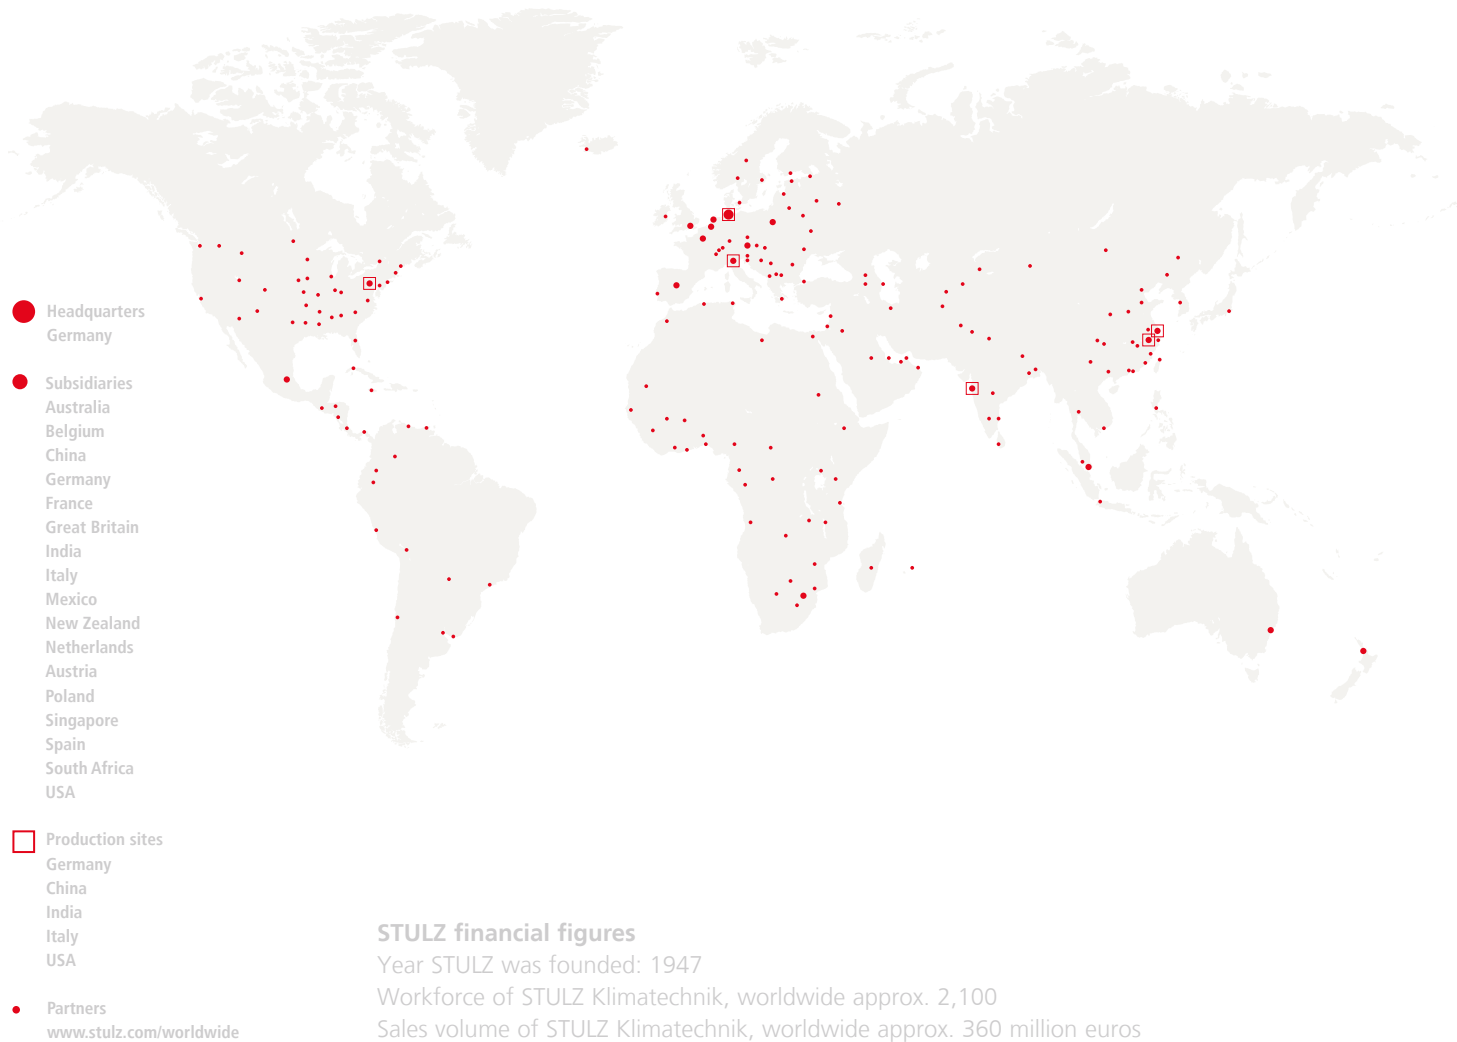 Headquarters
Germany
Subsidiaries
Australia
Belgium
China
Germany
France
Great Britain
India
Italy
Mexico
New Zealand
Netherlands
Austria
Poland
Singapore
Spain
South Africa
USA
Production sites
Germany
China
India
Italy
USA
Partners
www.stulz.com/worldwide
STULZ financial figures
Year STULZ was founded: 1947
Workforce of STULZ Klimatechnik, worldwide approx. 2,100
Sales volume of STULZ Klimatechnik, worldwide approx. 360 million euros